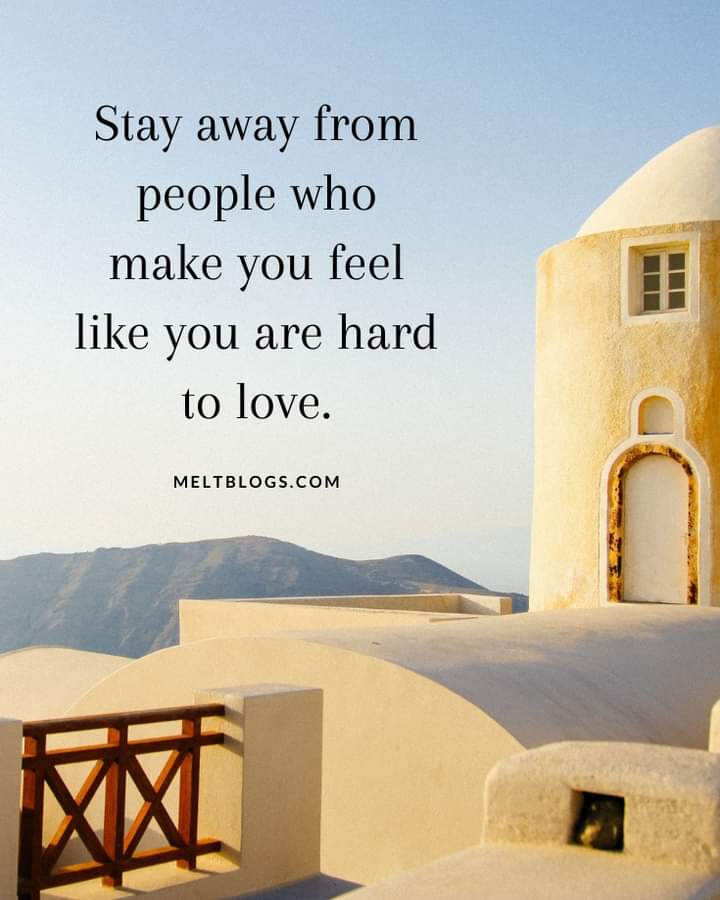 Stay away from
people who
make you feel
like you are hard
to love.
MELTBLOGS.COM